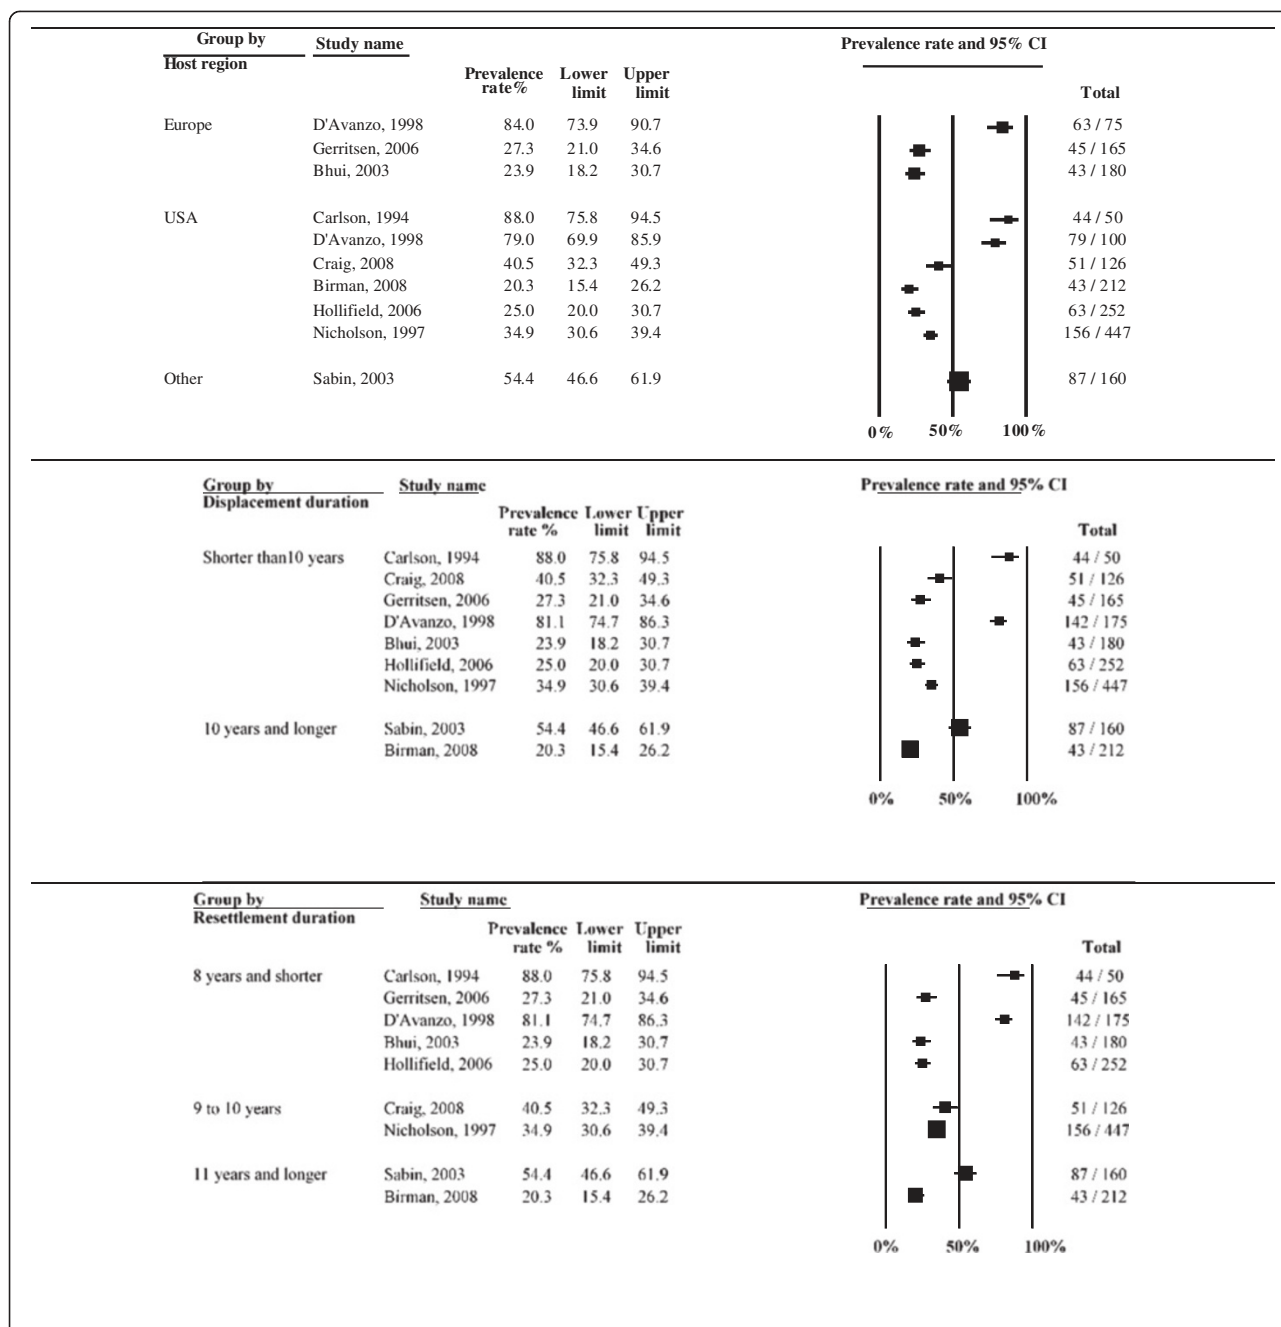 Group by Study name Prevalence rate and 95% CI
Host region
Prevalence Lower Upper
rate% limit limit Total
Europe D'Avanzo, 1998 84.0 73.9 90.7 63 / 75
Gerritsen, 2006 27.3 21.0 34.6 45 / 165
Bhui, 2003 23.9 18.2 30.7 43 / 180
USA Carlson, 1994 88.0 75.8 94.5 44 / 50
D'Avanzo, 1998 79.0 69.9 85.9 79 / 100
Craig, 2008 40.5 32.3 49.3 51 / 126
Birman, 2008 20.3 15.4 26.2 43 / 212
Hollifield, 2006 25.0 20.0 30.7 63 / 252
Nicholson, 1997 34.9 30.6 39.4 156 / 447
Other Sabin, 2003 54.4 46.6 61.9 87 / 160
0% 50% 100%
Group by Study name Prevalence rate and 95% CI
Displacement duration
Prevalence Lower Upper
rate % limit limit Total
Shorter than10 years Carlson, 1994 88.0 75.8 94.5 44 / 50
Craig, 2008 40.5 32.3 49.3 51 / 126
Gerritsen, 2006 27.3 21.0 34.6 45 / 165
D'Avanzo, 1998 81.1 74.7 86.3 142 / 175
Bhui, 2003 23.9 18.2 30.7 43 / 180
Hollifield, 2006 25.0 20.0 30.7 63 / 252
Nicholson, 1997 34.9 30.6 39.4 156 / 447
10 years and longer Sabin, 2003 54.4 46.6 61.9 87 / 160
Birman, 2008 20.3 15.4 26.2 43 / 212
0% 50% 100%
Group by Study name Prevalence rate and 95% CI
Resettlement duration
Prevalence Lower Upper
rate % limit limit Total
8 years and shorter Carlson, 1994 88.0 75.8 94.5 44 / 50
Gerritsen, 2006 27.3 21.0 34.6 45 / 165
D'Avanzo, 1998 81.1 74.7 86.3 142 / 175
Bhui, 2003 23.9 18.2 30.7 43 / 180
Hollifield, 2006 25.0 20.0 30.7 63 / 252
9 to 10 years Craig, 2008 40.5 32.3 49.3 51 / 126
Nicholson, 1997 34.9 30.6 39.4 156 / 447
11 years and longer Sabin, 2003 54.4 46.6 61.9 87 / 160
Birman, 2008 20.3 15.4 26.2 43 / 212
0% 50% 100%